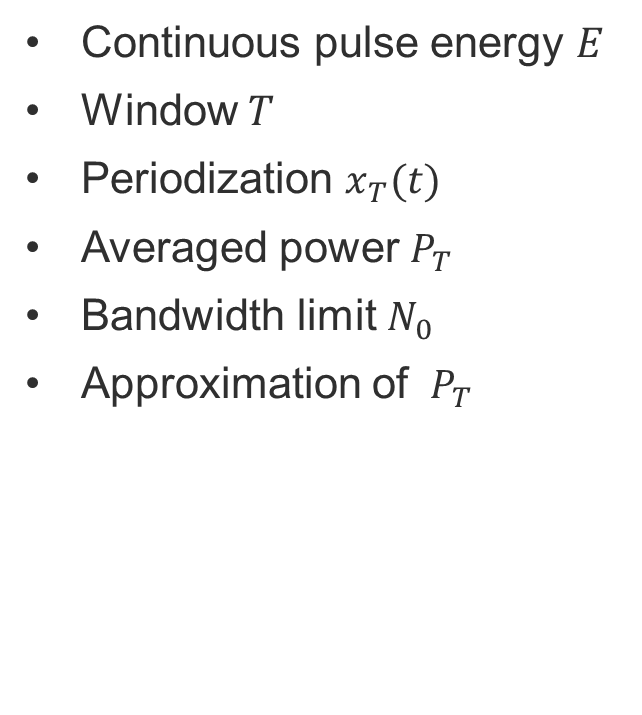 • Continuous pulse energy E
• Window T
• Periodization x_T(t)
• Averaged power P_T
• Bandwidth limit N_0
• Approximation of P_T